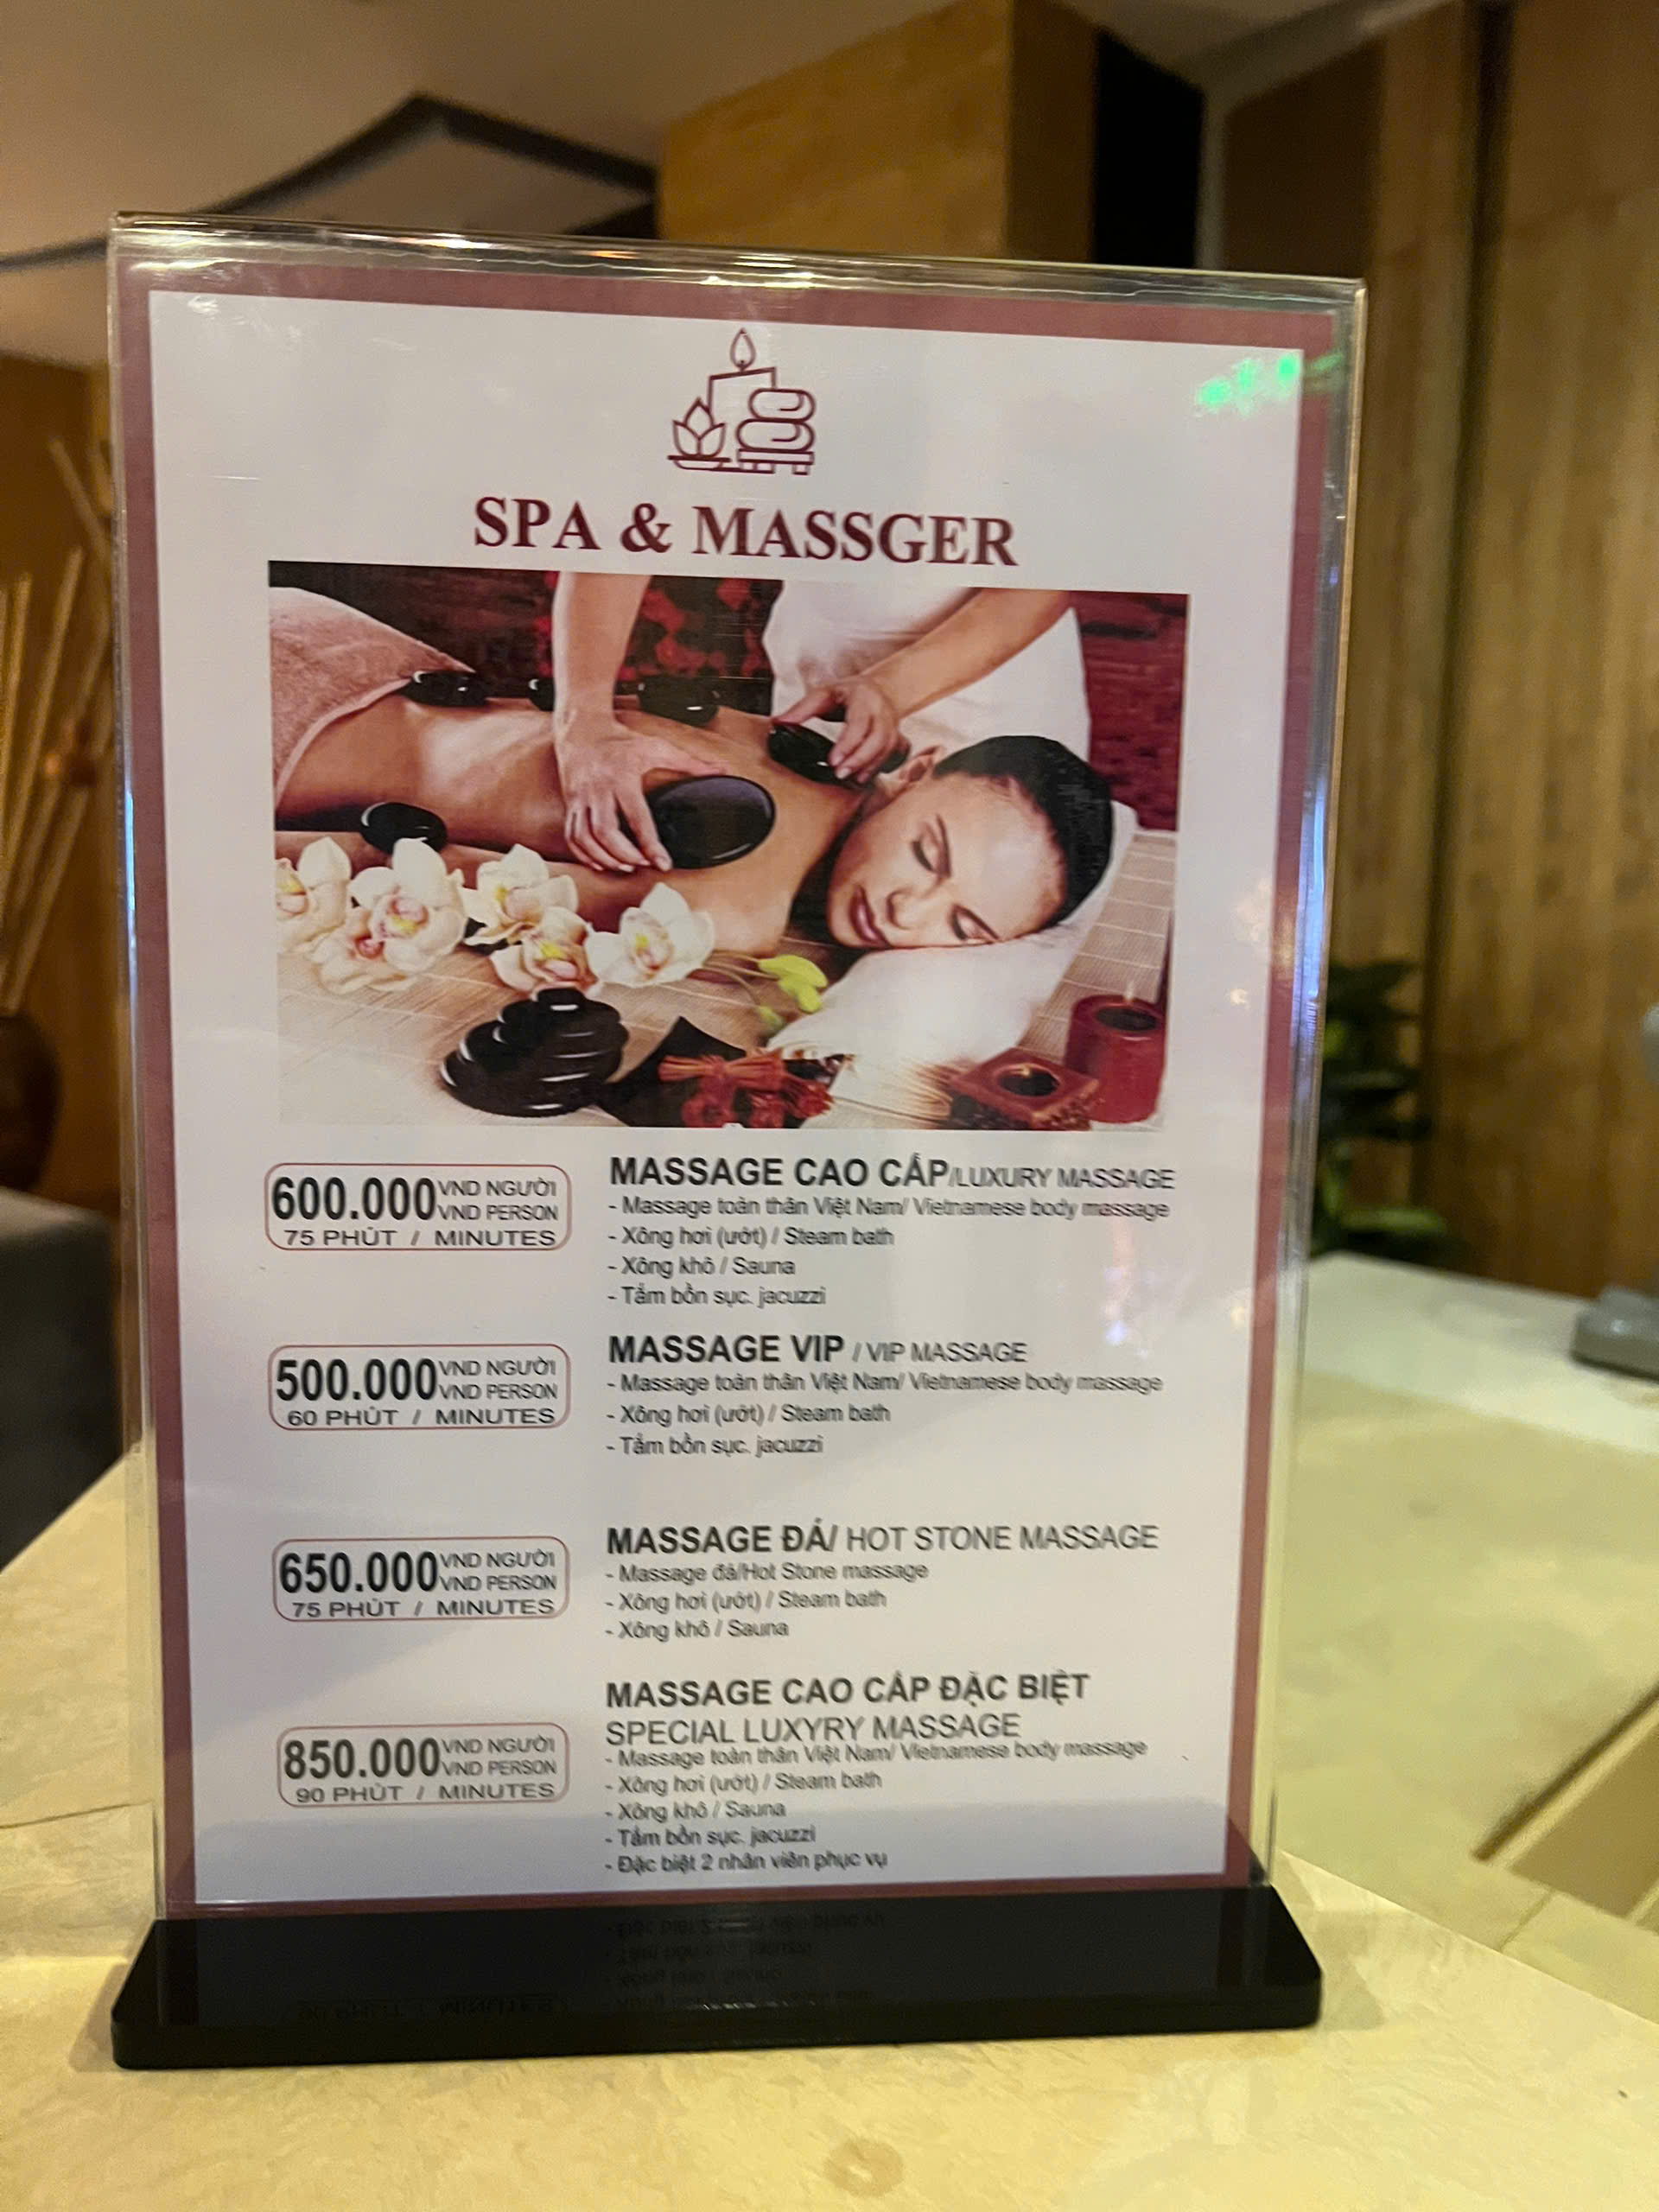 SPA & MASSGER
600.000 VND NGƯỜI
VND PERSON
75 PHÚT / MINUTES
MASSAGE CAO CẤP/LUXURY MASSAGE
- Massage toàn thân Việt Nam/ Vietnamese body massage
- Xông hơi (ướt) / Steam bath
- Xông khô / Sauna
- Tắm bồn sục. jacuzzi
500.000 VND NGƯỜI
VND PERSON
60 PHÚT / MINUTES
MASSAGE VIP / VIP MASSAGE
- Massage toàn thân Việt Nam/ Vietnamese body massage
- Xông hơi (ướt) / Steam bath
- Tắm bồn sục. jacuzzi
650.000 VND NGƯỜI
VND PERSON
75 PHÚT / MINUTES
MASSAGE ĐÁ/ HOT STONE MASSAGE
- Massage đá/Hot Stone massage
- Xông hơi (ướt) / Steam bath
- Xông khô / Sauna
850.000 VND NGƯỜI
VND PERSON
90 PHÚT / MINUTES
MASSAGE CAO CẤP ĐẶC BIỆT
SPECIAL LUXYRY MASSAGE
- Massage toàn thân Việt Nam/ Vietnamese body massage
- Xông hơi (ướt) / Steam bath
- Xông khô / Sauna
- Tắm bồn sục. jacuzzi
- Đặc biệt 2 nhân viên phục vụ